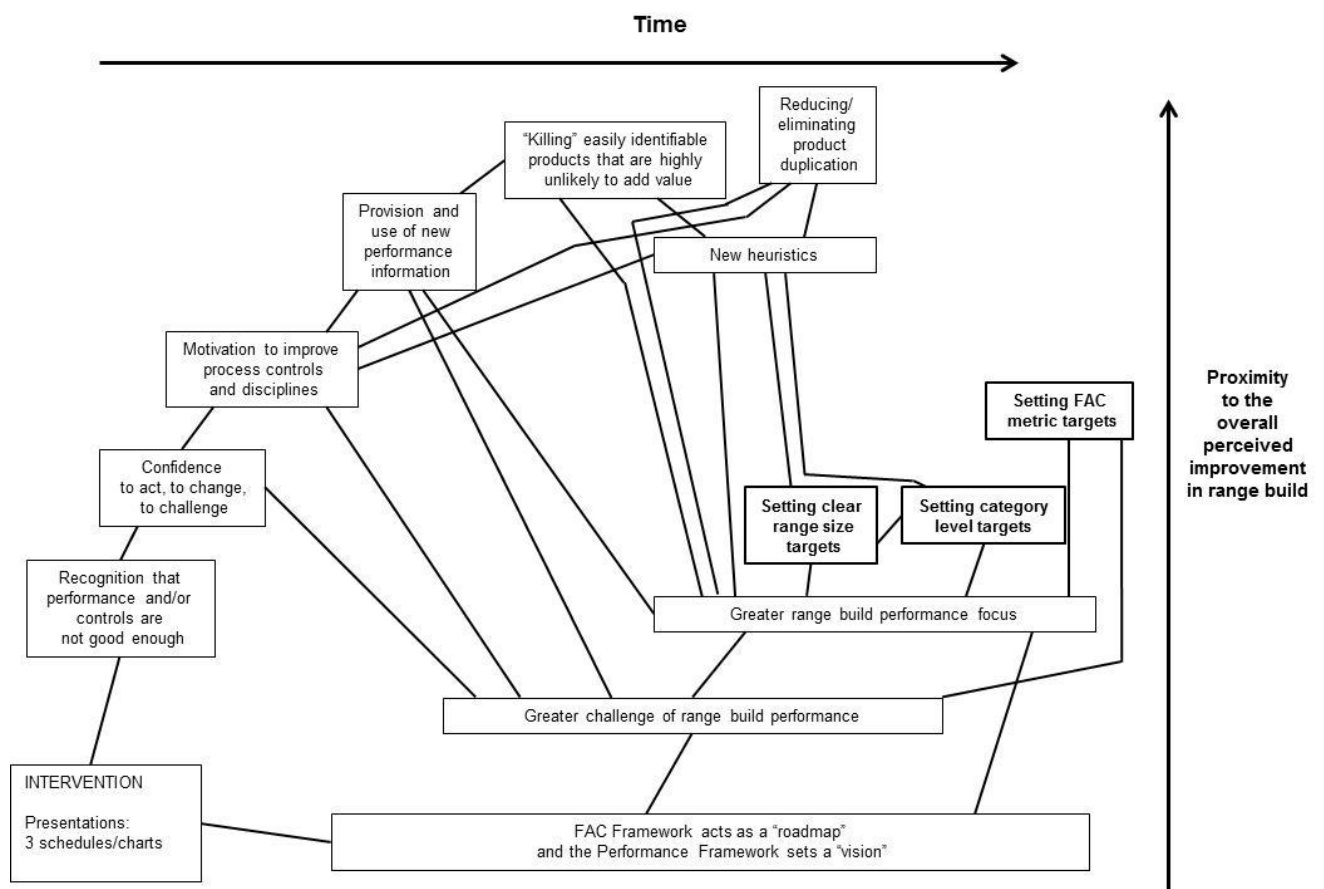 Time
Reducing/
eliminating
product
duplication
“Killing” easily identifiable
products that are highly
unlikely to add value
Provision and
use of new
performance
information
New heuristics
Motivation to improve
process controls
and disciplines
Proximity
to the
overall
perceived
improvement
in range build
Setting FAC
metric targets
Confidence
to act, to change,
to challenge
Setting clear
range size
targets
Setting category
level targets
Recognition that
performance and/or
controls are
not good enough
Greater range build performance focus
Greater challenge of range build performance
INTERVENTION
Presentations:
3 schedules/charts
FAC Framework acts as a “roadmap”
and the Performance Framework sets a “vision”